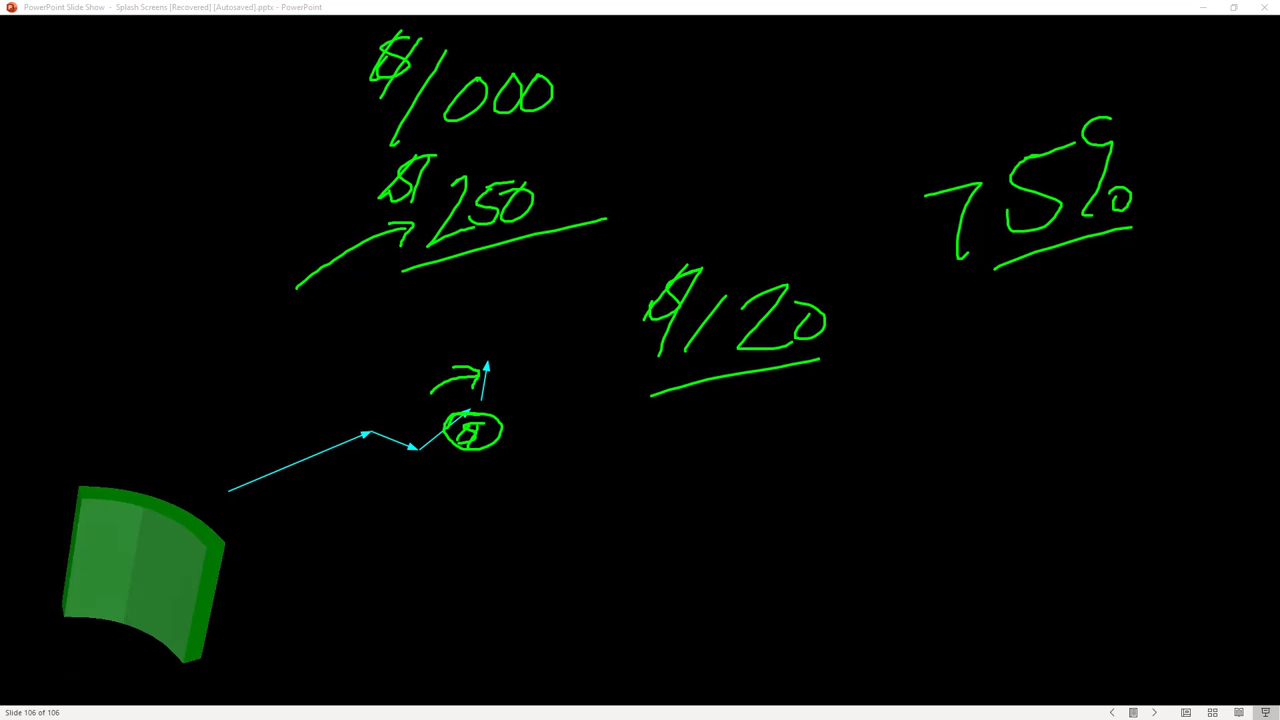 PowerPoint Slide Show - Splash Screens [Recovered] [Autosaved].pptx - PowerPoint
$1000
$250
75%
$120
$
Slide 106 of 106